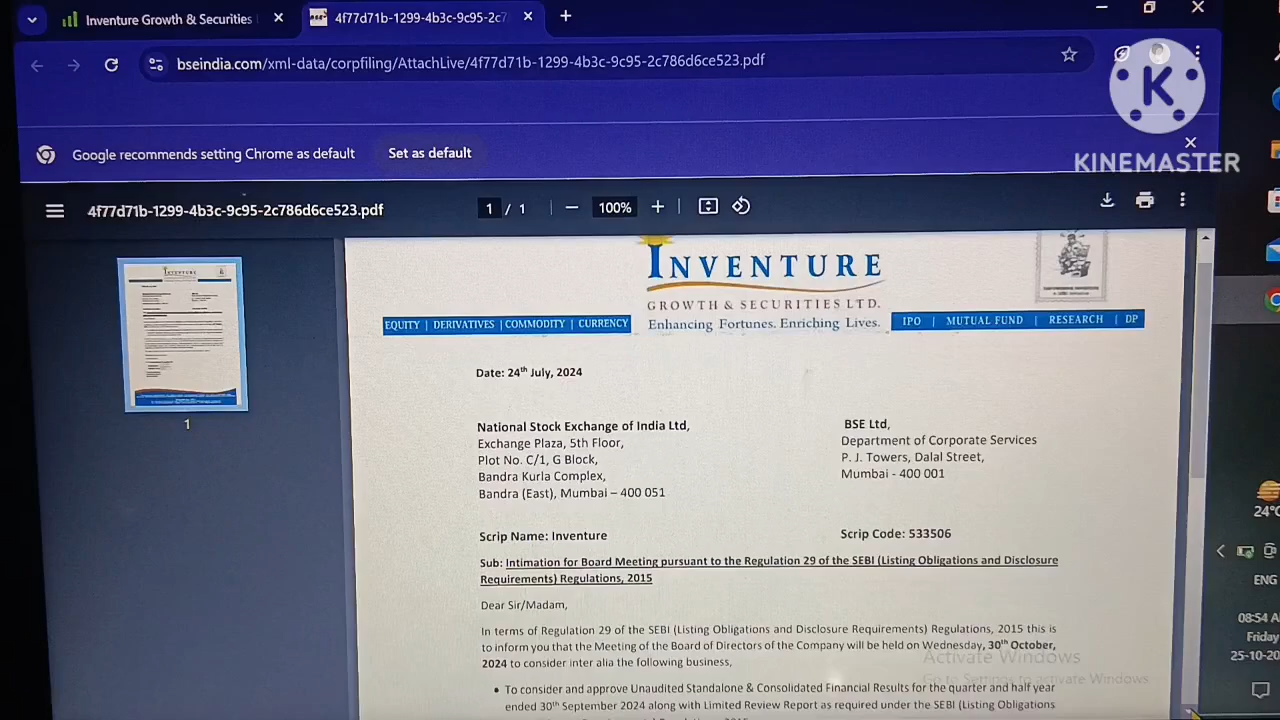 Inventure Growth & Securities
4f77d71b-1299-4b3c-9c95-2c7
bseindia.com/xml-data/corpfiling/AttachLive/4f77d71b-1299-4b3c-9c95-2c786d6ce523.pdf
K
KINEMASTER
Google recommends setting Chrome as default
Set as default
4f77d71b-1299-4b3c-9c95-2c786d6ce523.pdf
1 / 1
100%
INVENTURE
GROWTH & SECURITIES LTD.
EQUITY | DERIVATIVES | COMMODITY | CURRENCY
Enhancing Fortunes. Enriching Lives.
IPO | MUTUAL FUND | RESEARCH | DP
1
Date: 24th July, 2024
National Stock Exchange of India Ltd,
Exchange Plaza, 5th Floor,
Plot No. C/1, G Block,
Bandra Kurla Complex,
Bandra (East), Mumbai – 400 051
BSE Ltd,
Department of Corporate Services
P. J. Towers, Dalal Street,
Mumbai - 400 001
Scrip Name: Inventure
Scrip Code: 533506
Sub: Intimation for Board Meeting pursuant to the Regulation 29 of the SEBI (Listing Obligations and Disclosure
Requirements) Regulations, 2015
Dear Sir/Madam,
In terms of Regulation 29 of the SEBI (Listing Obligations and Disclosure Requirements) Regulations, 2015 this is
to inform you that the Meeting of the Board of Directors of the Company will be held on Wednesday, 30th October,
2024 to consider inter alia the following business,
• To consider and approve Unaudited Standalone & Consolidated Financial Results for the quarter and half year
ended 30th September 2024 along with Limited Review Report as required under the SEBI (Listing Obligations
Activate Windows
Go to Settings to activate Windows.
24°
ENG
08:54 A
Friday
25-10-20